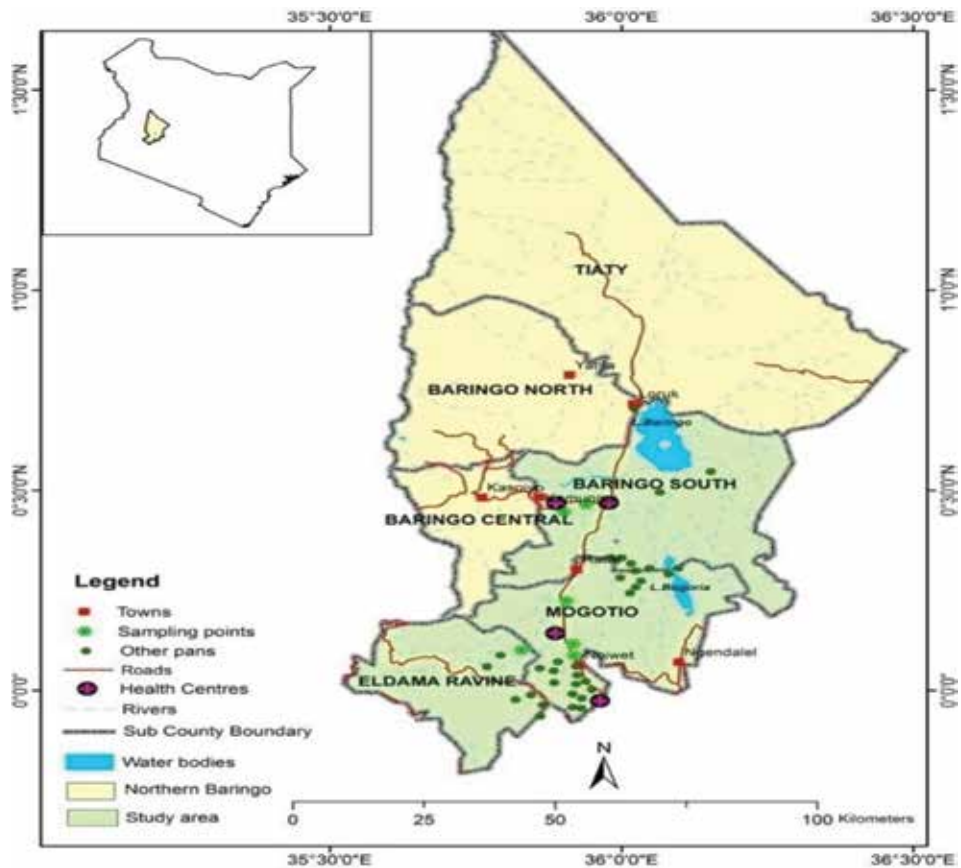 35°30'0"E 36°0'0"E 36°30'0"E
1°30'0"N 1°30'0"N
1°0'0"N 1°0'0"N
0°30'0"N 0°30'0"N
0°0'0" 0°0'0"
TIATY
BARINGO NORTH
Loruk
L.Baringo
BARINGO SOUTH
BARINGO CENTRAL
L.Bogoria
MOGOTIO
Ngendalel
ELDAMA RAVINE
Legend
Towns
Sampling points
Other pans
Roads
Health Centres
Rivers
Sub County Boundary
Water bodies
Northern Baringo
Study area
N
0 25 50 100 Kilometers
35°30'0"E 36°0'0"E 36°30'0"E